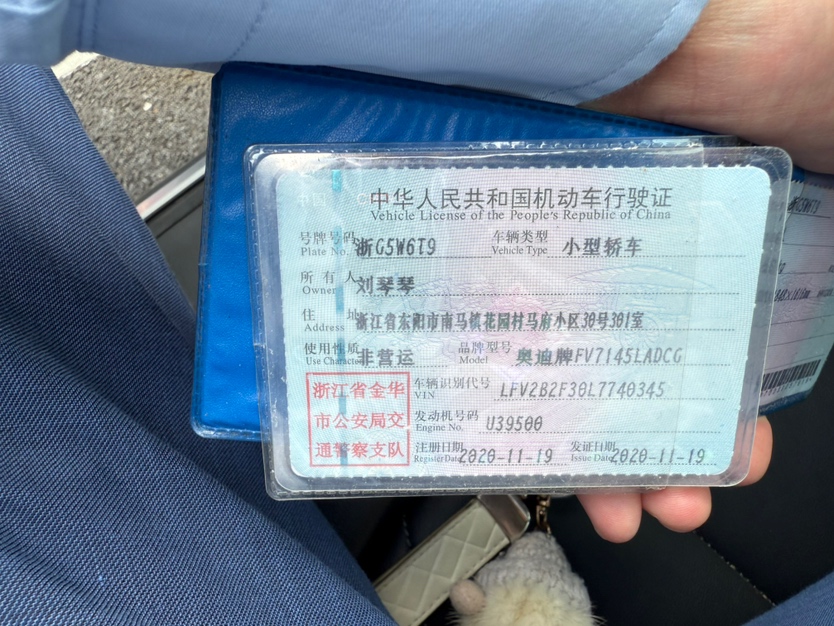 中华人民共和国机动车行驶证
Vehicle License of the People's Republic of China
号牌号码 浙G5W6T9 车辆类型 小型轿车
Plate No. Vehicle Type
所有人 刘琴琴
Owner
住址 浙江省东阳市南马镇花园村马府小区30号301室
Address
使用性质 非营运 品牌型号 奥迪牌FV7145LADCG
Use Character Model
浙江省金华
市公安局交
通警察支队
车辆识别代号 LFV2B2F30L7740345
VIN
发动机号码 U39500
Engine No.
注册日期 2020-11-19 发证日期 2020-11-19
Register Date Issue Date